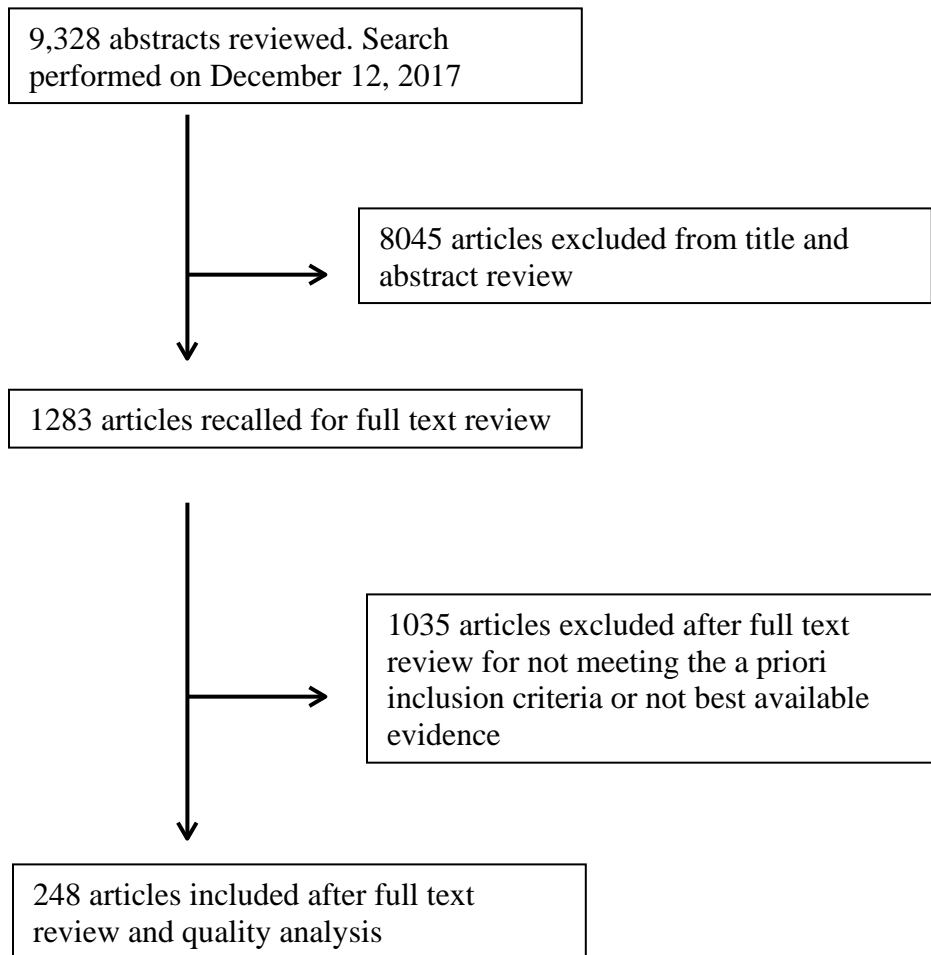 9,328 abstracts reviewed. Search
performed on December 12, 2017
8045 articles excluded from title and
abstract review
1283 articles recalled for full text review
1035 articles excluded after full text
review for not meeting the a priori
inclusion criteria or not best available
evidence
248 articles included after full text
review and quality analysis